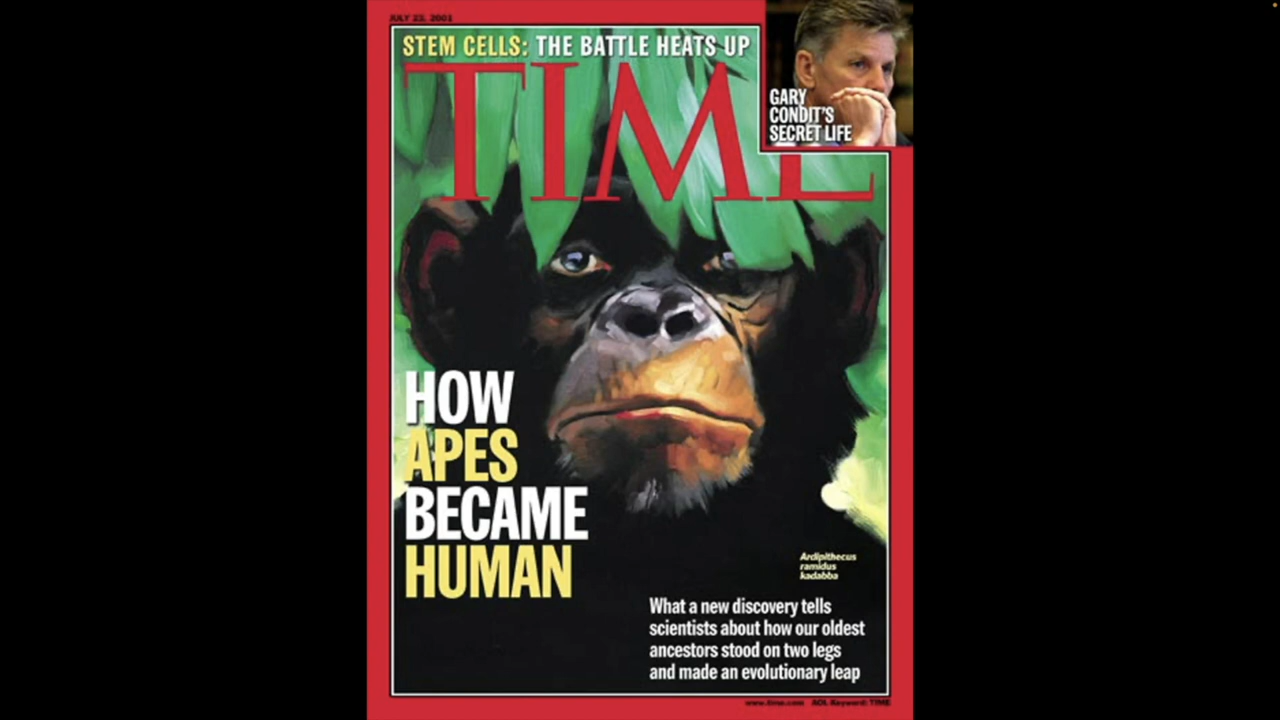 JULY 23, 2001
STEM CELLS: THE BATTLE HEATS UP
TIME
GARY
CONDIT'S
SECRET LIFE
HOW
APES
BECAME
HUMAN
Ardipithecus
ramidus
kadabba
What a new discovery tells
scientists about how our oldest
ancestors stood on two legs
and made an evolutionary leap
www.time.com AOL Keyword: TIME